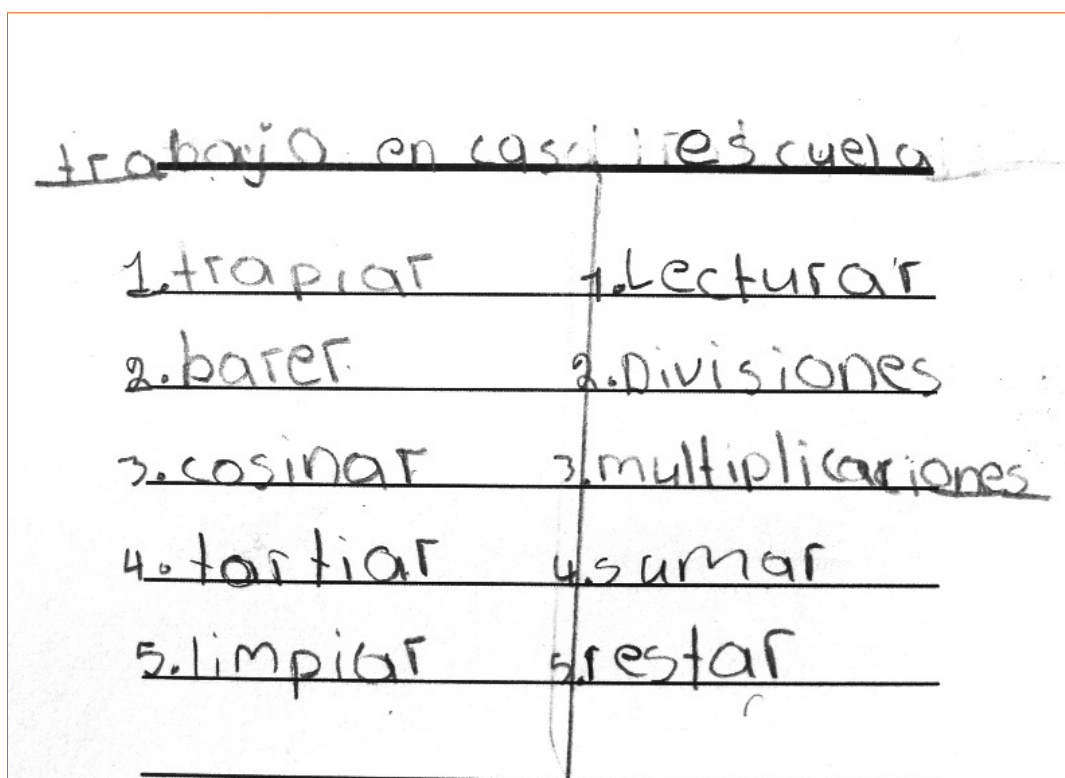 trabajo en casa escuela
1. trapiar 1. Lecturar
2. barer 2. Divisiones
3. cosinar 3. multiplicaciones
4. tortiar 4. sumar
5. limpiar 5. restar